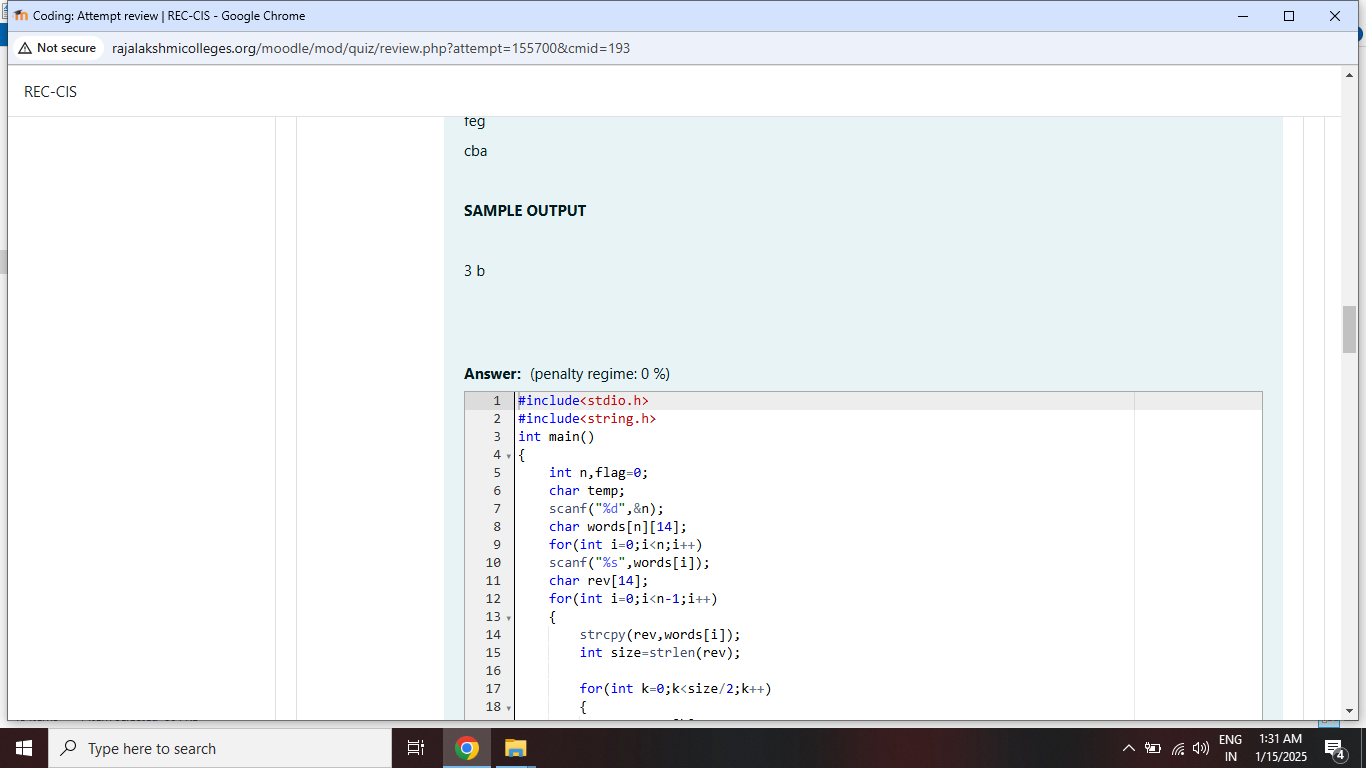 Coding: Attempt review | REC-CIS - Google Chrome
Not secure rajalakshmicolleges.org/moodle/mod/quiz/review.php?attempt=155700&cmid=193
REC-CIS
feg
cba
SAMPLE OUTPUT
3 b
Answer: (penalty regime: 0 %)
1 #include<stdio.h>
2 #include<string.h>
3 int main()
4 {
5 int n,flag=0;
6 char temp;
7 scanf("%d",&n);
8 char words[n][14];
9 for(int i=0;i<n;i++)
10 scanf("%s",words[i]);
11 char rev[14];
12 for(int i=0;i<n-1;i++)
13 {
14 strcpy(rev,words[i]);
15 int size=strlen(rev);
16
17 for(int k=0;k<size/2;k++)
18 {
Type here to search
ENG
IN
1:31 AM
1/15/2025
4